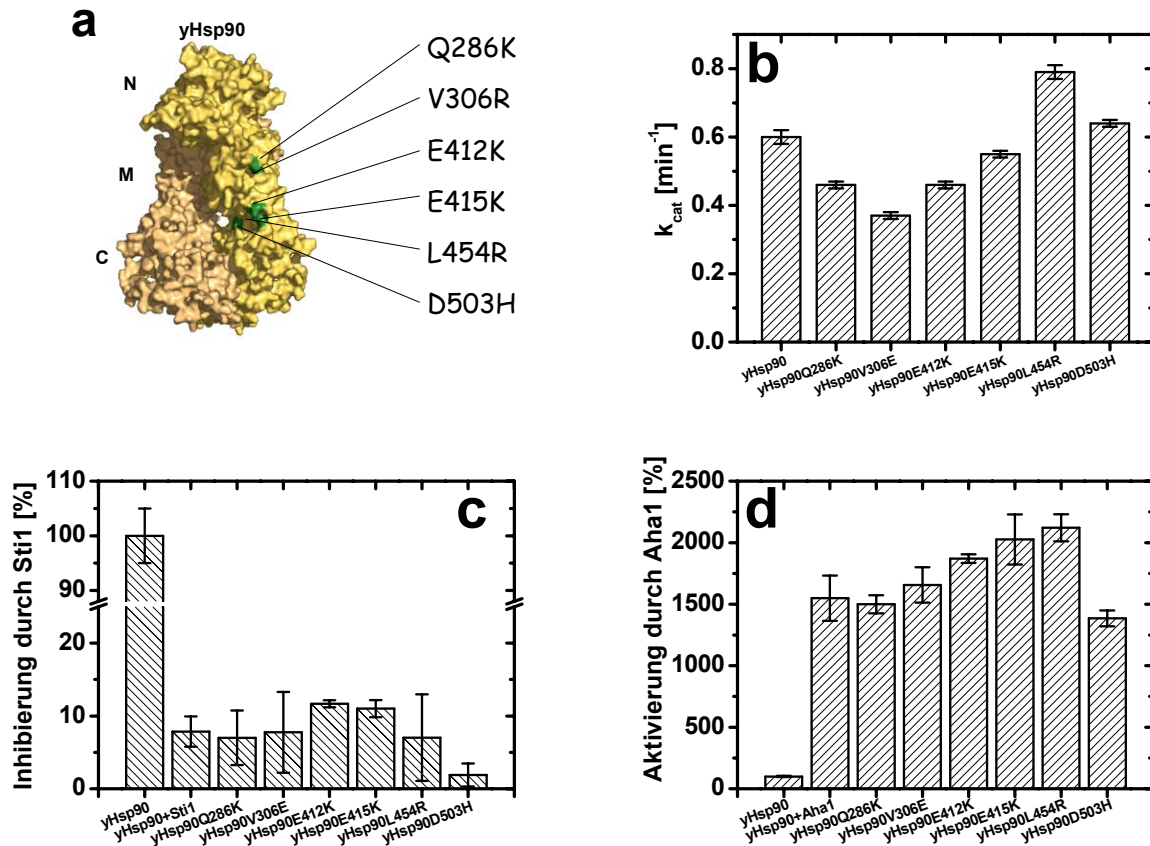 a
yHsp90
N
M
C
Q286K
V306R
E412K
E415K
L454R
D503H
b
k_cat [min⁻¹]
0.8
0.6
0.4
0.2
0.0
yHsp90
yHsp90Q286K
yHsp90V306E
yHsp90E412K
yHsp90E415K
yHsp90L454R
yHsp90D503H
c
Inhibierung durch Sti1 [%]
110
100
90
20
10
0
yHsp90
yHsp90+Sti1
yHsp90Q286K
yHsp90V306E
yHsp90E412K
yHsp90E415K
yHsp90L454R
yHsp90D503H
d
Aktivierung durch Aha1 [%]
2500
2000
1500
1000
500
0
yHsp90
yHsp90+Aha1
yHsp90Q286K
yHsp90V306E
yHsp90E412K
yHsp90E415K
yHsp90L454R
yHsp90D503H